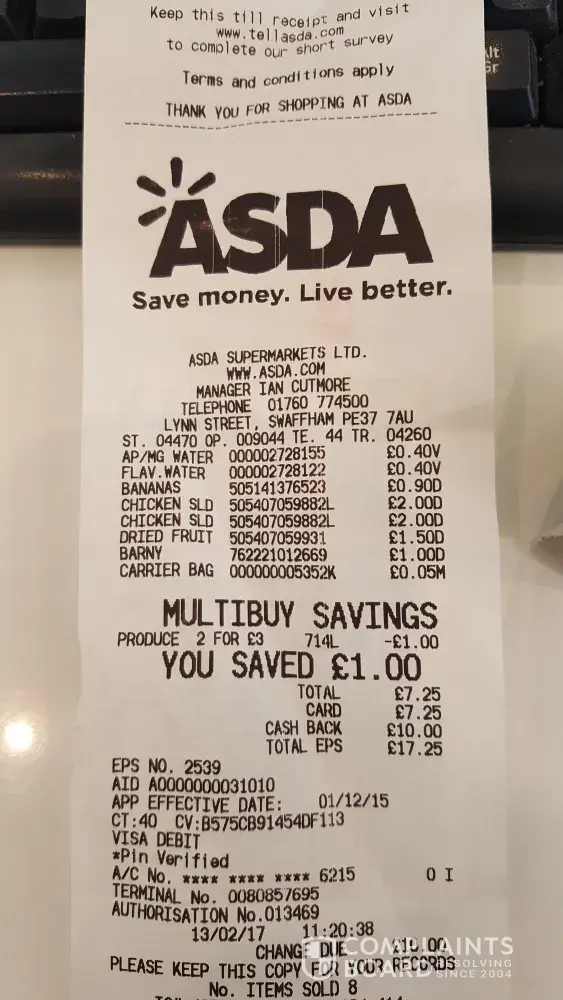 Alt
Gr
Keep this till receipt and visit
www.tellasda.com
to complete our short survey
Terms and conditions apply
THANK YOU FOR SHOPPING AT ASDA
ASDA
Save money. Live better.
ASDA SUPERMARKETS LTD.
WWW.ASDA.COM
MANAGER IAN CUTMORE
TELEPHONE 01760 774500
LYNN STREET, SWAFFHAM PE37 7AU
ST. 04470 OP. 009044 TE. 44 TR. 04260
AP/MG WATER 000002728155 £0.40V
FLAV.WATER 000002728122 £0.40V
BANANAS 505141376523 £0.90D
CHICKEN SLD 505407059882L £2.00D
CHICKEN SLD 505407059882L £2.00D
DRIED FRUIT 505407059931 £1.50D
BARNY 762221012669 £1.00D
CARRIER BAG 000000005352K £0.05M
MULTIBUY SAVINGS
PRODUCE 2 FOR £3 714L -£1.00
YOU SAVED £1.00
TOTAL £7.25
CARD £7.25
CASH BACK £10.00
TOTAL EPS £17.25
EPS NO. 2539
AID A0000000031010
APP EFFECTIVE DATE: 01/12/15
CT:40 CV:B575CB91454DF113
VISA DEBIT
*Pin Verified
A/C No. **** **** **** 6215 0 I
TERMINAL No. 0080857695
AUTHORISATION No.013469
13/02/17 11:20:38
CHANGE DUE £10.00
PLEASE KEEP THIS COPY FOR YOUR RECORDS
No. ITEMS SOLD 8
COMPLAINTS
BOARD RESOLVING
SINCE 2004